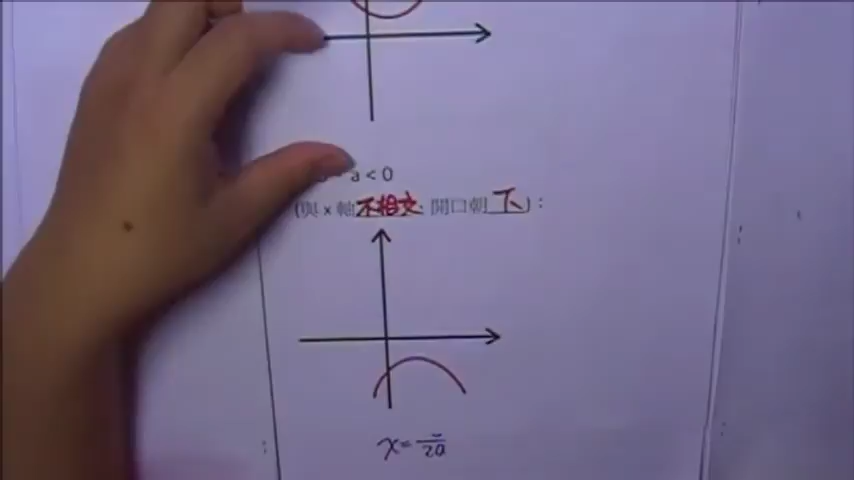 a < 0
(與 x 軸不相交; 開口朝下):
x = 2a